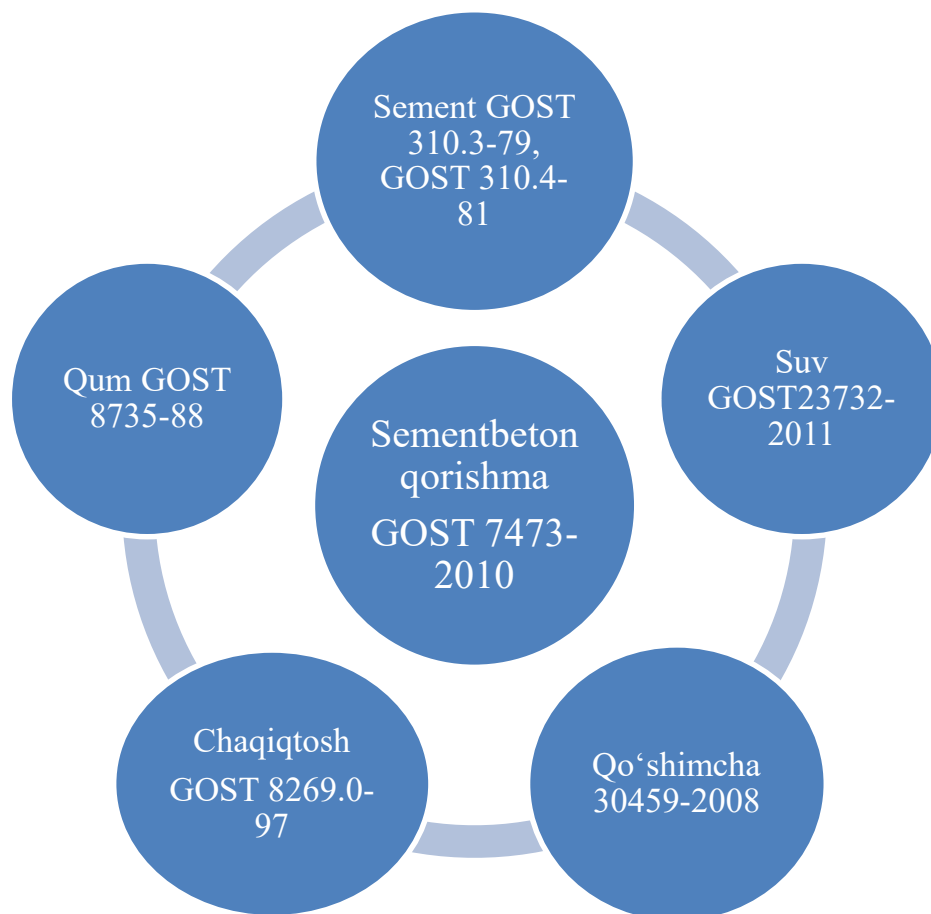 Sement GOST
310.3-79,
GOST 310.4-
81
Suv
GOST23732-
2011
Qo‘shimcha
30459-2008
Chaqiqtosh
GOST 8269.0-
97
Qum GOST
8735-88
Sementbeton
qorishma
GOST 7473-
2010